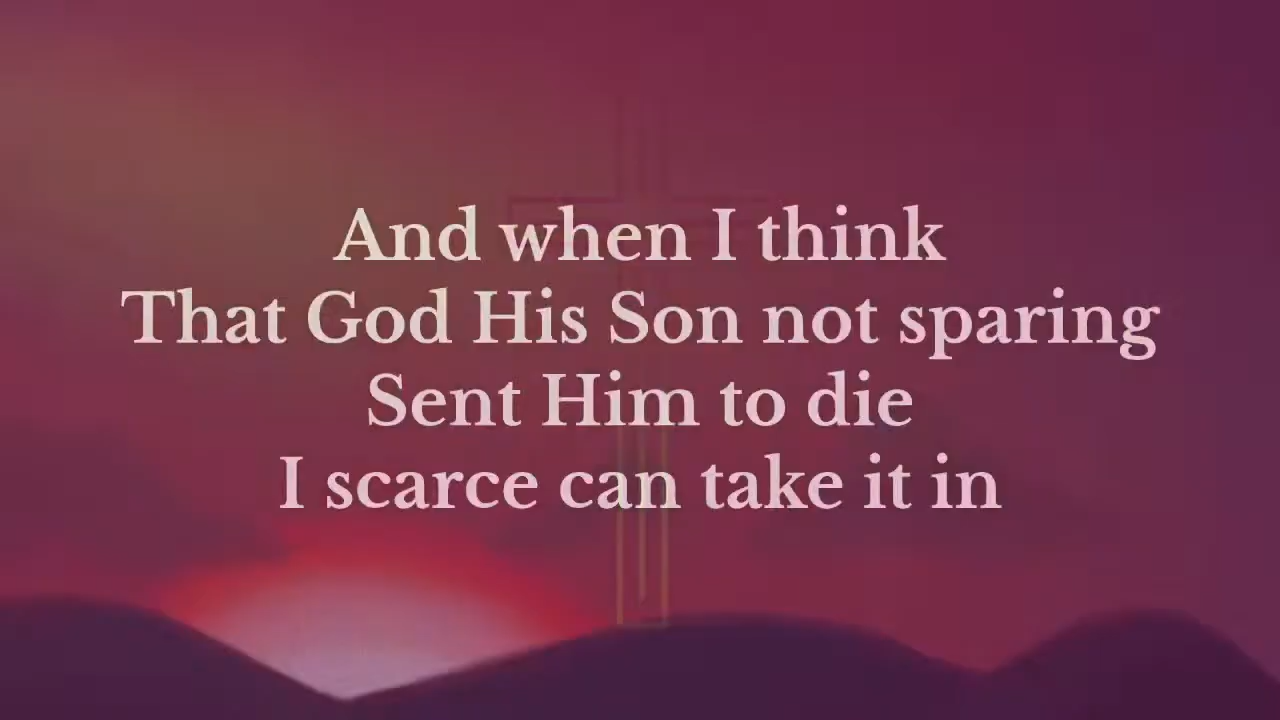 And when I think
That God His Son not sparing
Sent Him to die
I scarce can take it in